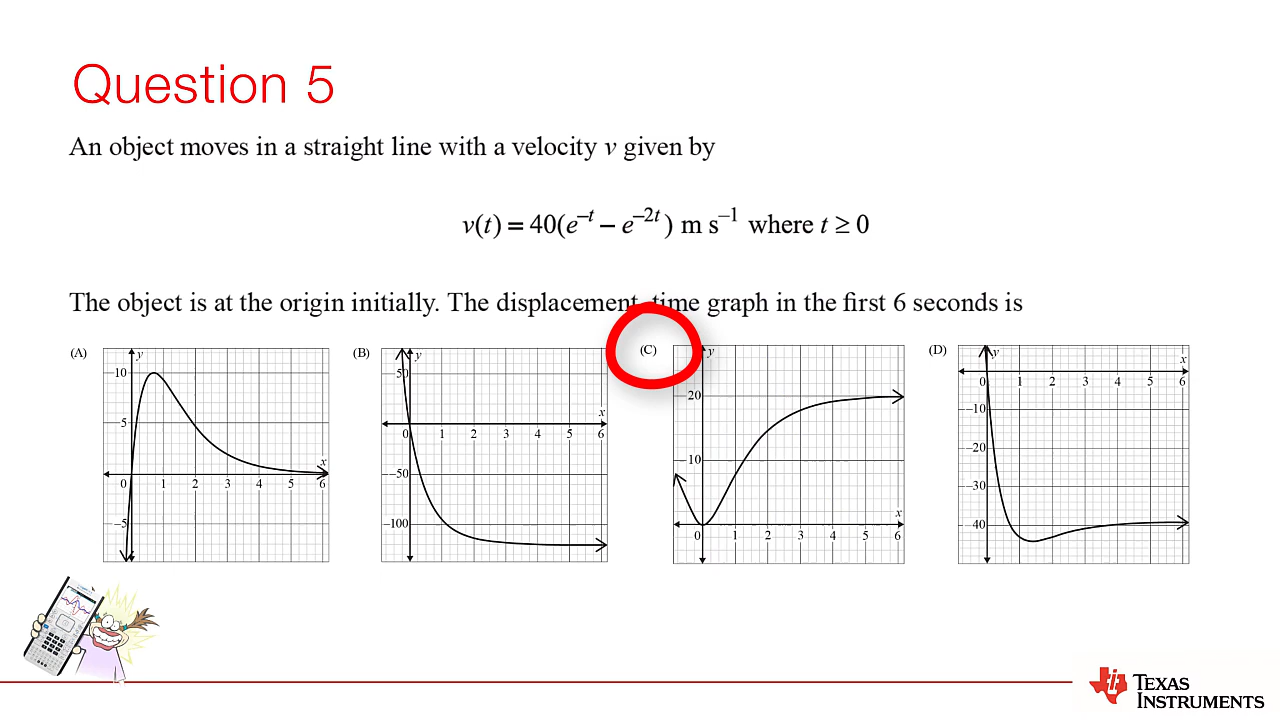 Question 5
An object moves in a straight line with a velocity v given by
v(t) = 40(e^–t – e^–2t) m s^–1 where t ≥ 0
The object is at the origin initially. The displacement–time graph in the first 6 seconds is
(A)
y
10
5
x
0 1 2 3 4 5 6
–5
(B)
y
50
x
0 1 2 3 4 5 6
–50
–100
(C)
y
20
10
x
0 1 2 3 4 5 6
(D)
y
x
0 1 2 3 4 5 6
–10
–20
–30
40
TEXAS
INSTRUMENTS